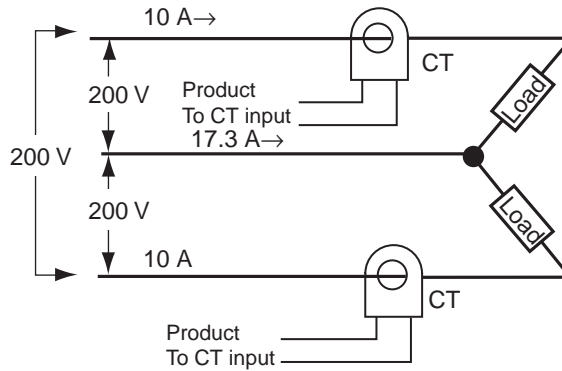 10 A→
CT
200 V
Product
To CT input
Load
17.3 A→
200 V
200 V
Load
10 A
CT
Product
To CT input